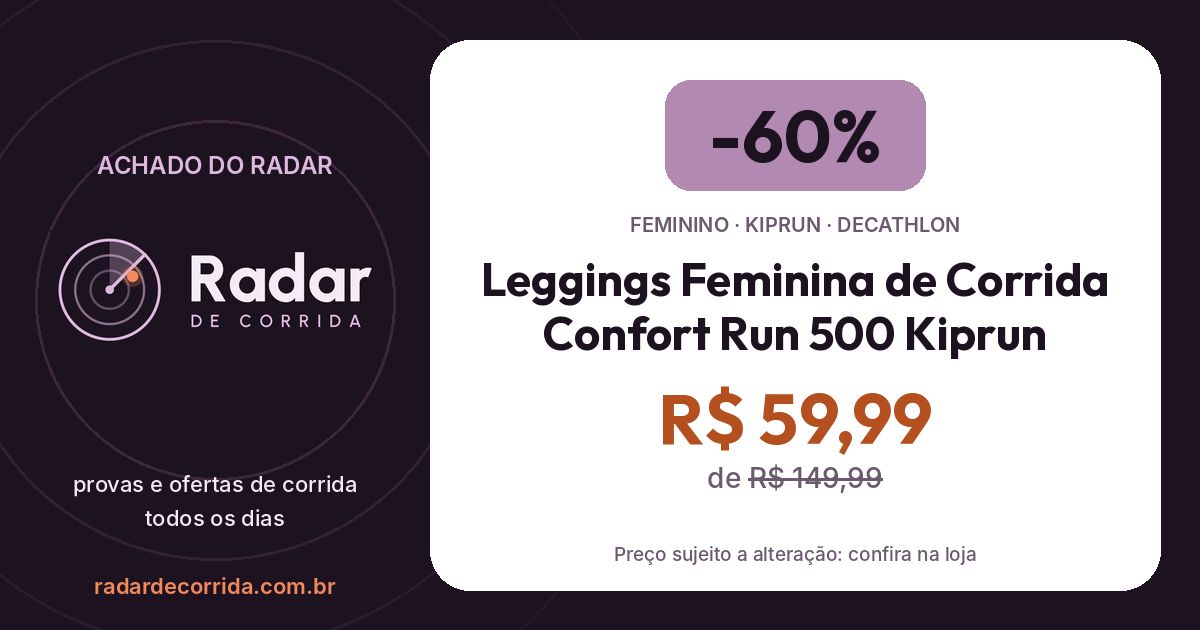 ACHADO DO RADAR
Radar
DE CORRIDA
provas e ofertas de corrida
todos os dias
radardecorrida.com.br
-60%
FEMININO · KIPRUN · DECATHLON
Leggings Feminina de Corrida
Confort Run 500 Kiprun
R$ 59,99
de R$ 149,99
Preço sujeito a alteração: confira na loja